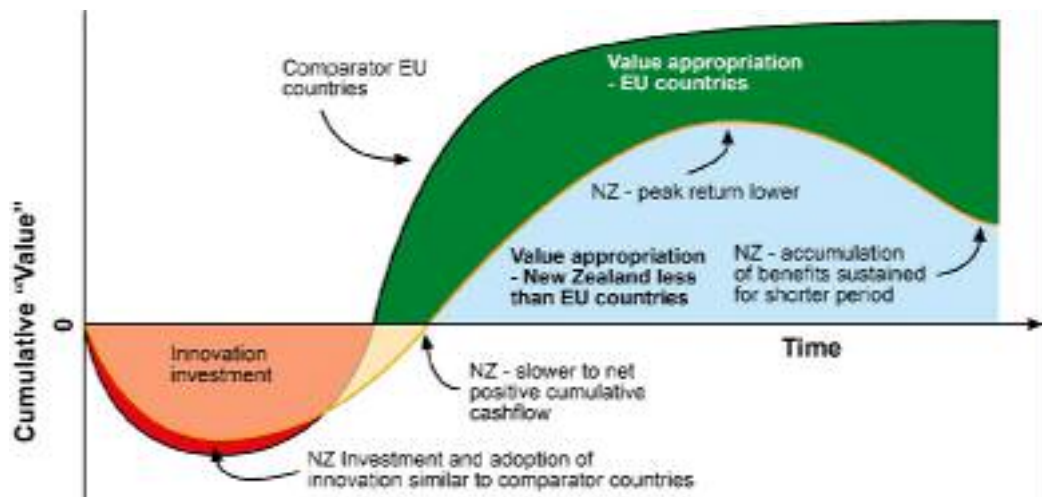 Comparator EU
countries
Value appropriation
- EU countries
NZ - peak return lower
Value appropriation
- New Zealand less
than EU countries
NZ - accumulation
of benefits sustained
for shorter period
Cumulative "Value"
0
Time
Innovation
investment
NZ - slower to net
positive cumulative
cashflow
NZ Investment and adoption of
innovation similar to comparator countries